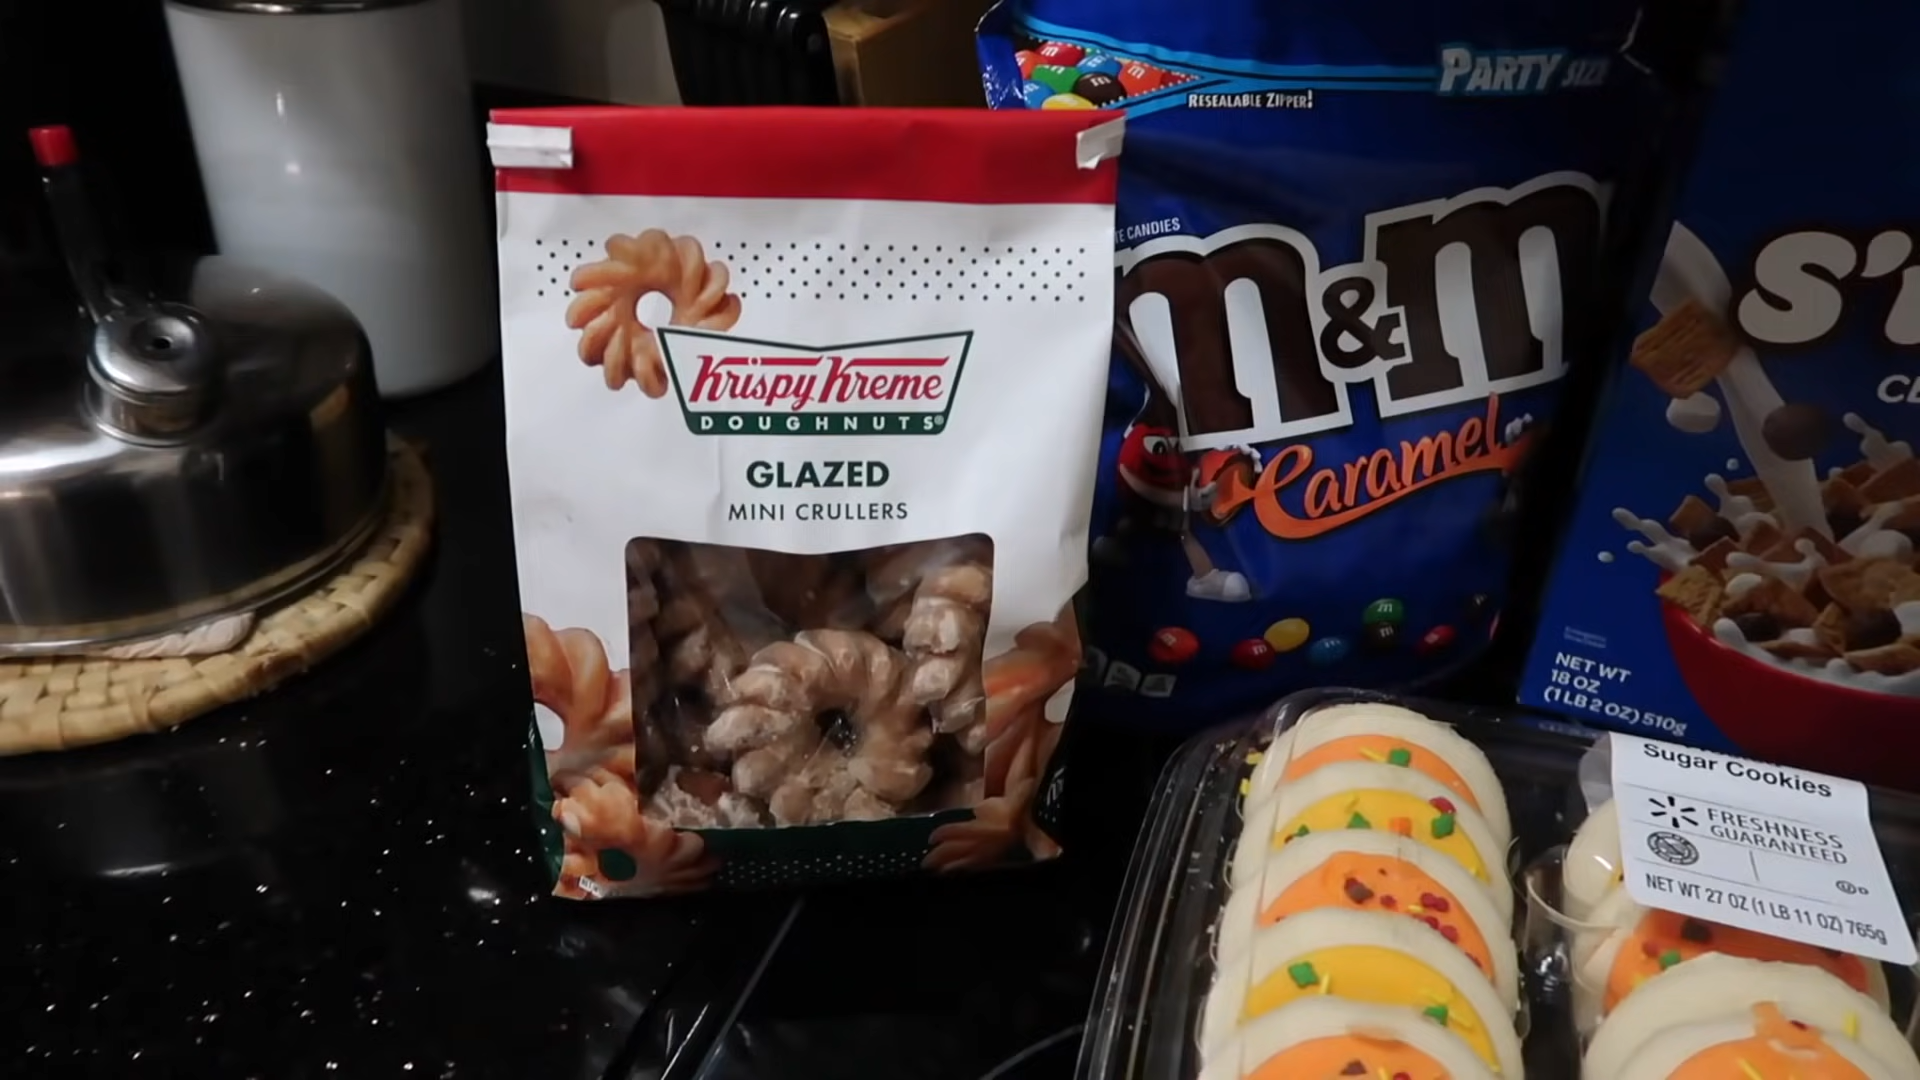 PARTY SIZE
RESEALABLE ZIPPER!
CANDIES
m&m
Caramel
Krispy Kreme
DOUGHNUTS®
GLAZED
MINI CRULLERS
S'
NET WT
18 OZ
(1 LB 2 OZ) 510g
Sugar Cookies
FRESHNESS
GUARANTEED
NET WT 27 OZ (1 LB 11 OZ) 765g